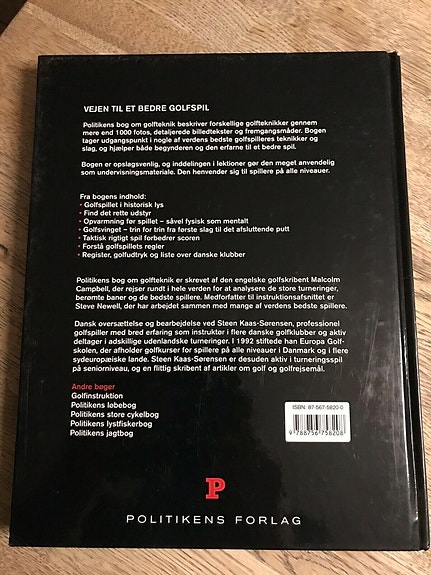 VEJEN TIL ET BEDRE GOLFSPIL
Politikens bog om golfteknik beskriver forskellige golfteknikker gennem
mere end 1000 fotos, detaljerede billedtekster og fremgangsmåder. Bogen
tager udgangspunkt i nogle af verdens bedste golfspilleres teknikker og
slag, og hjælper både begynderen og den erfarne til et bedre spil.
Bogen er opslagsvenlig, og inddelingen i lektioner gør den meget anvendelig
som undervisningsmateriale. Den henvender sig til spillere på alle niveauer.
Fra bogens indhold:
• Golfspillet i historisk lys
• Find det rette udstyr
• Opvarmning før spillet – såvel fysisk som mentalt
• Golfsvinget – trin for trin fra første slag til det afsluttende putt
• Taktisk rigtigt spil forbedrer scoren
• Forstå golfspillets regler
• Register, golfudtryk og liste over danske klubber
Politikens bog om golfteknik er skrevet af den engelske golfskribent Malcolm
Campbell, der rejser rundt i hele verden for at analysere de store turneringer,
berømte baner og de bedste spillere. Medforfatter til instruktionsafsnittet er
Steve Newell, der har arbejdet sammen med mange af verdens bedste spillere.
Dansk oversættelse og bearbejdelse ved Steen Kaas-Sørensen, professionel
golfspiller med bred erfaring som instruktør i flere danske golfklubber og aktiv
deltager i adskillige udenlandske turneringer. I 1992 stiftede han Europa Golf-
skolen, der afholder golfkurser for spillere på alle niveauer i Danmark og i flere
sydeuropæiske lande. Steen Kaas-Sørensen er desuden aktiv i turneringsspil
på seniorniveau, og en flittig skribent af artikler om golf og golfrejsemål.
Andre bøger
Golfinstruktion
Politikens løbebog
Politikens store cykelbog
Politikens lystfiskerbog
Politikens jagtbog
ISBN: 87-567-5820-0
9 788756 758208
P
POLITIKENS FORLAG